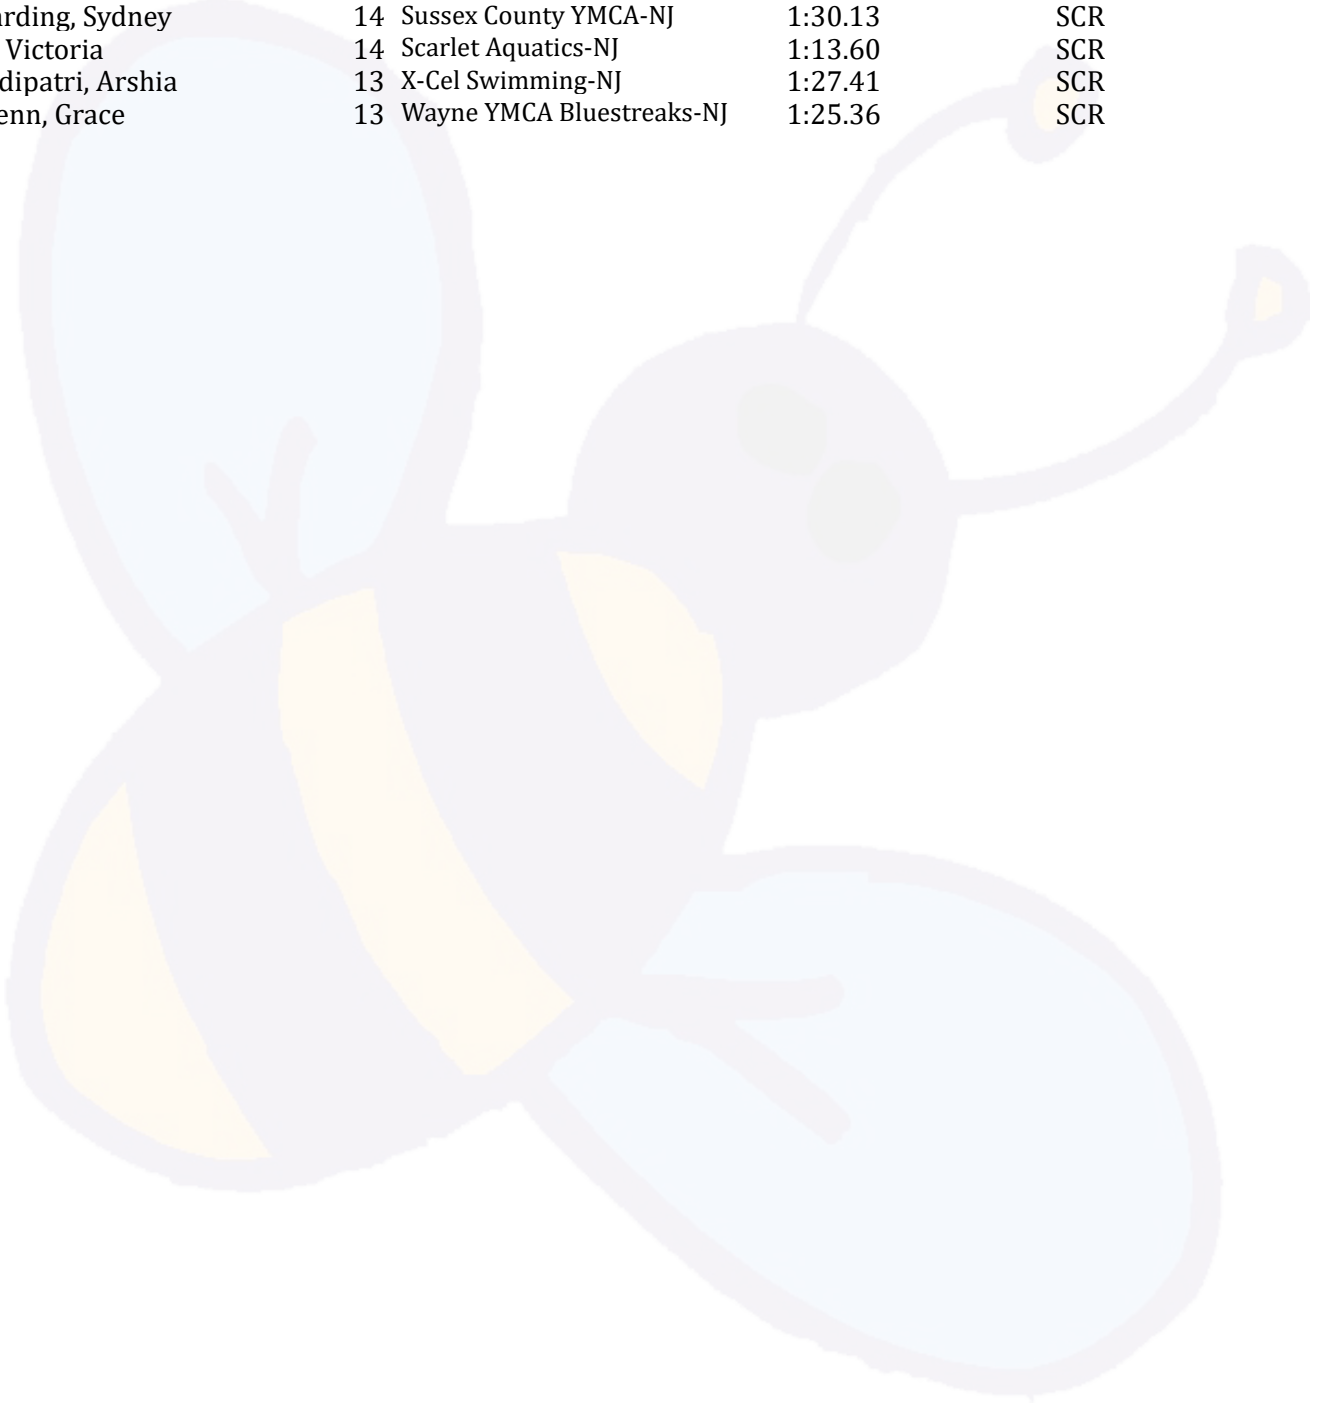 rding, Sydney 14 Sussex County YMCA-NJ 1:30.13 SCR
Victoria 14 Scarlet Aquatics-NJ 1:13.60 SCR
dipatri, Arshia 13 X-Cel Swimming-NJ 1:27.41 SCR
enn, Grace 13 Wayne YMCA Bluestreaks-NJ 1:25.36 SCR